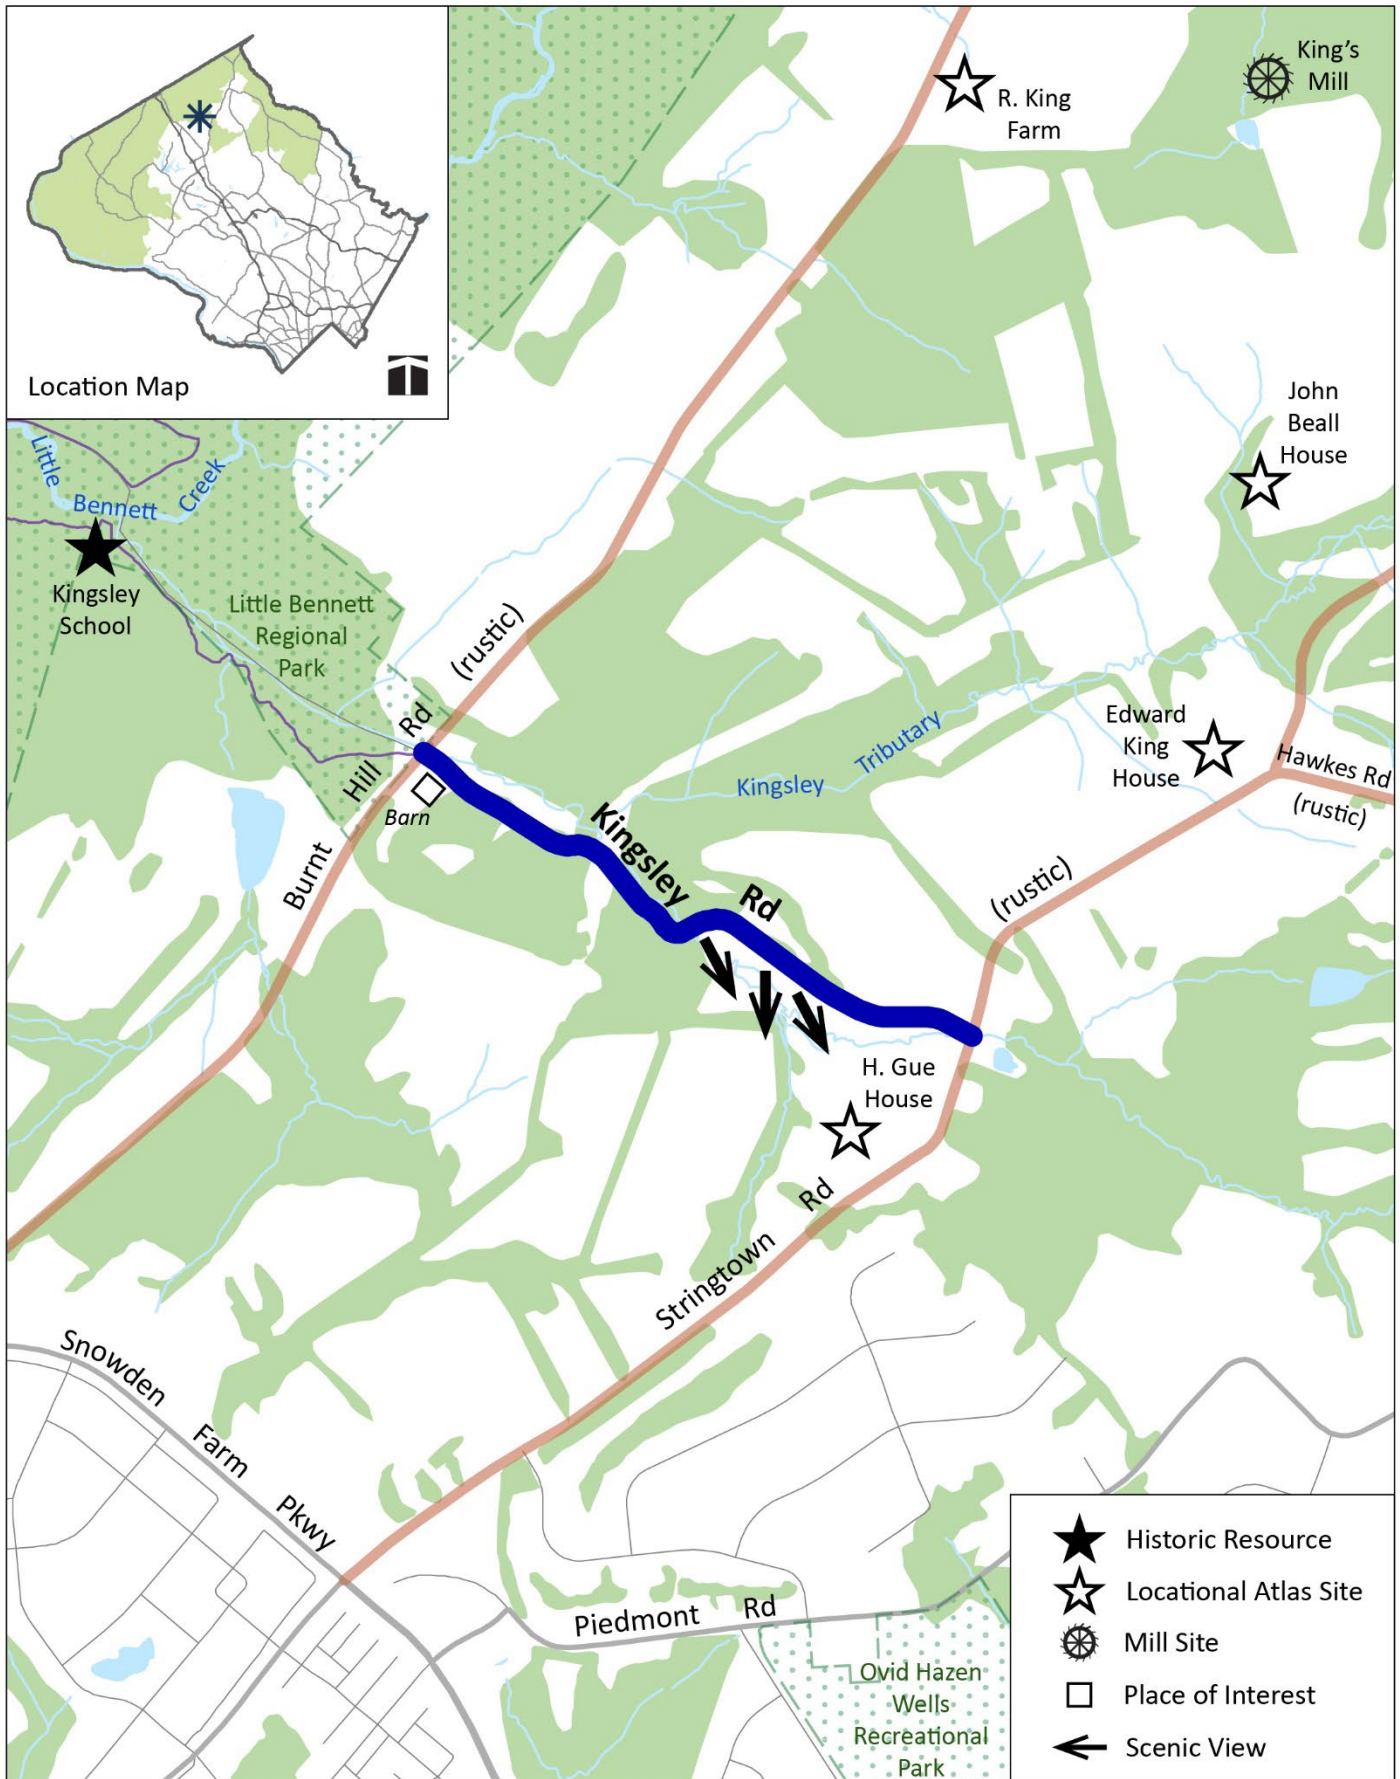 Location Map
King's
Mill
R. King
Farm
John
Beall
House
Little
Bennett
Creek
Kingsley
School
Little Bennett
Regional
Park
(rustic)
Burnt Hill Rd
Barn
Kingsley Rd
Kingsley Tributary
Edward
King
House
Hawkes Rd
(rustic)
(rustic)
H. Gue
House
Stringtown Rd
Snowden Farm Pkwy
Piedmont Rd
Ovid Hazen
Wells
Recreational
Park
Historic Resource
Locational Atlas Site
Mill Site
Place of Interest
Scenic View